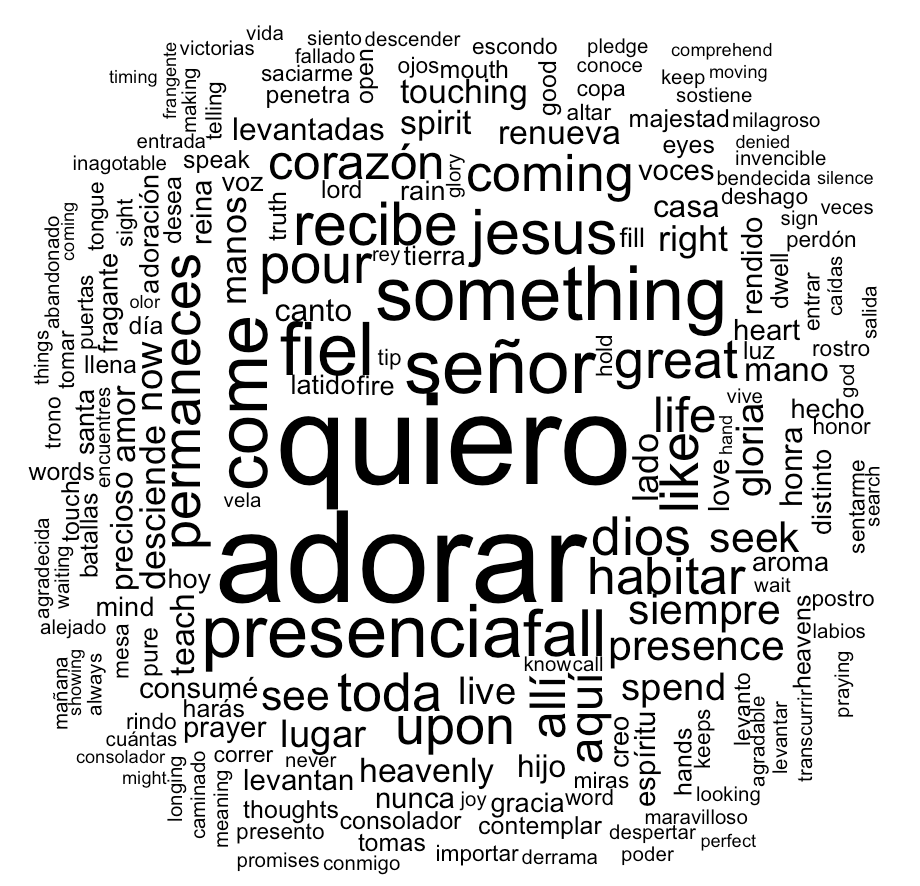 vida
siento descender
victorias
fallado
escondo
pledge
comprehend
timing
frangente
making
telling
saciarme
open
ojos mouth
good
conoce
keep moving
penetra
touching
copa
sostiene
levantadas
spirit
renueva
altar
majestad milagroso
entrada
inagotable
speak
corazón
glory
coming
voces
eyes
denied
invencible
bendecida silence
voz
lord
rain
casa
deshago
tongue
sight
adoración
desea
reina
manos
truth
recibe
jesus
fill
right
sign
veces
perdón
abandonado
coming
puertas
fragante
olor
pour
rey tierra
something
rendido
dwell
entrar
caídas
salida
things
tomar
día
llena
permaneces
come
canto
fiel
tip
señor
hold
great
heart
luz
mano
rostro
god
latido fire
trono
santa
encuentres
amor
now
quiero
life
like
vive
hand
love
gloria
hecho
honor
honra
words
touch
batallas
precioso
desciende
vela
lado
distinto
sentarme
search
agradecida
waiting
hoy
adorar
dios
seek
aroma
habitar
wait
alejado
mind
mesa
pure
teach
presencia
fall
siempre
presence
heavens
postro
labios
mañana
showing
always
know call
consumé
see
toda
live
allí
aquí
spend
praying
harás
rindo
cuántas
prayer
lugar
upon
creo
espíritu
hands
keeps
levanto
agradable
levantar
transcurrir
consolador
might
longing
caminado
correr
meaning
never
levantan
heavenly
hijo
miras
looking
thoughts
nunca
joy
gracia word
maravilloso
presento
consolador
contemplar
despertar
perfect
tomas
promises conmigo
importar derrama
poder